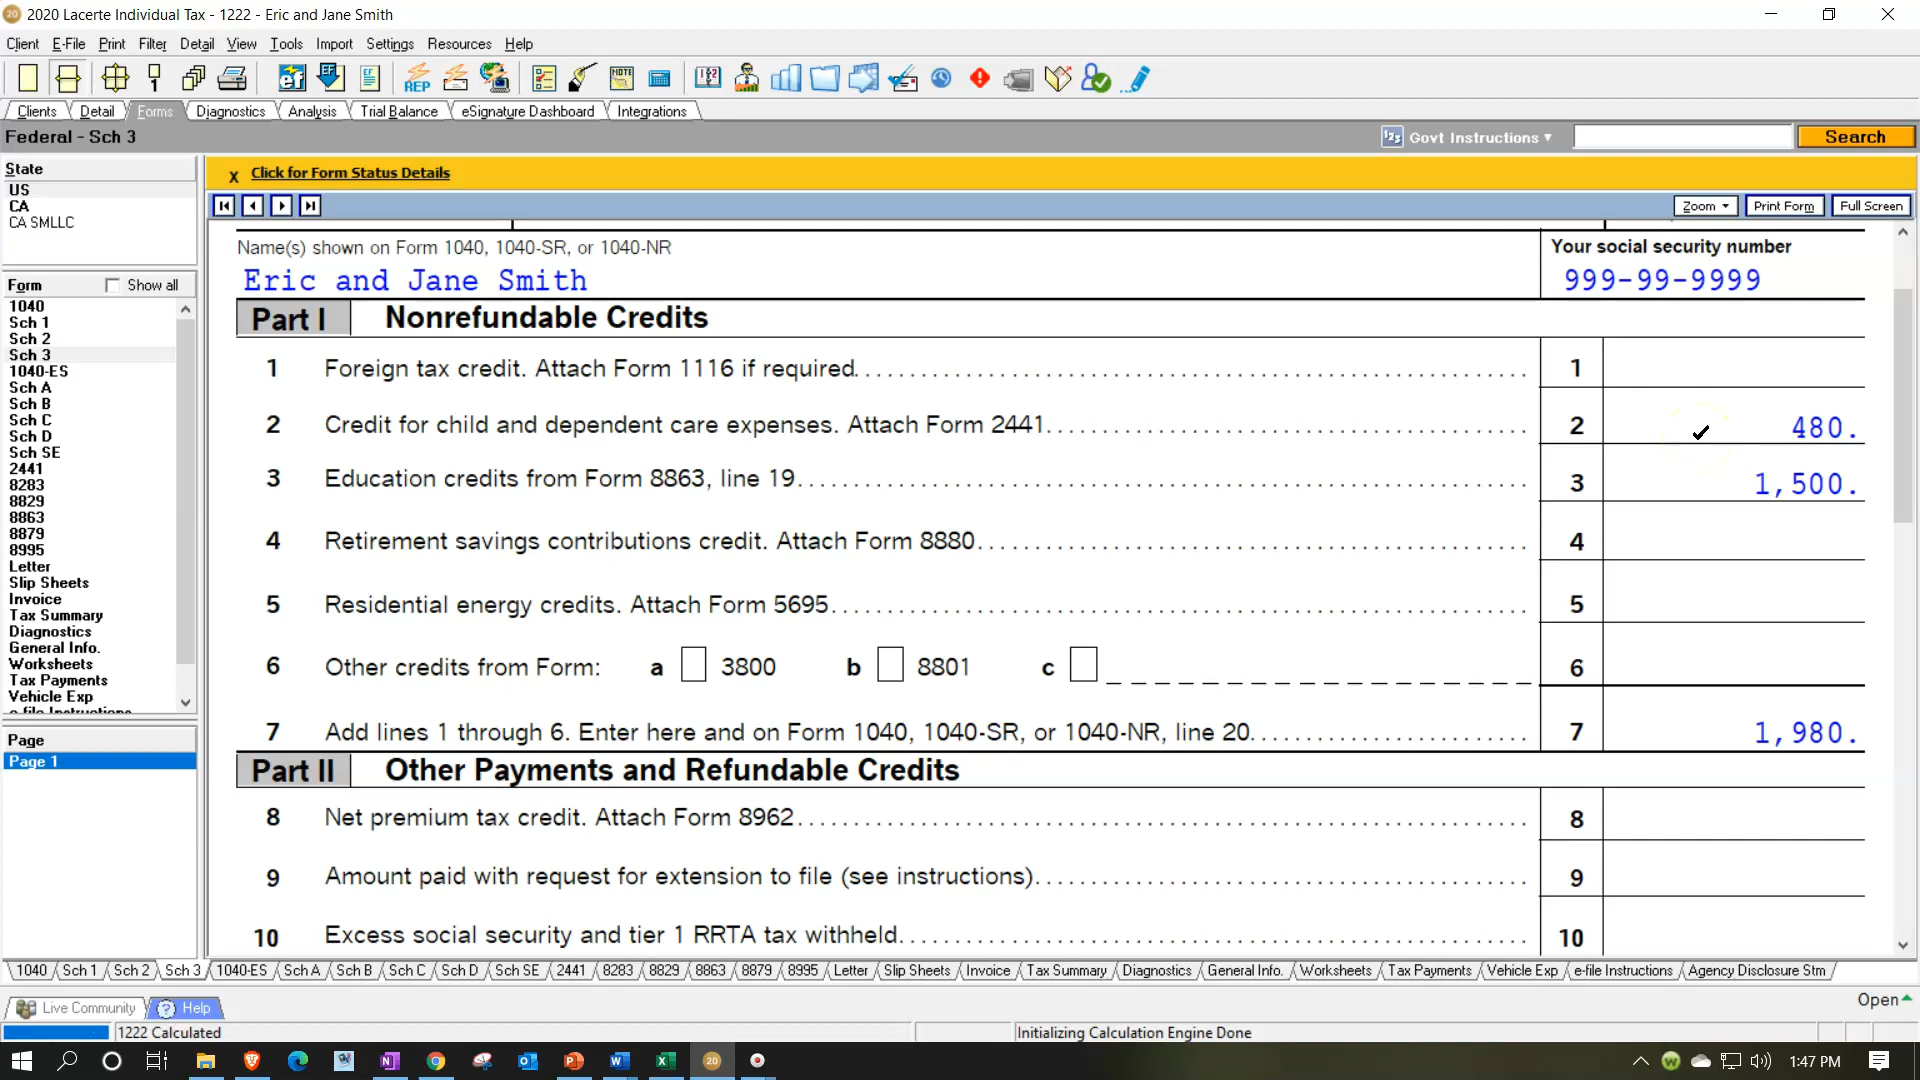 20 2020 Lacerte Individual Tax - 1222 - Eric and Jane Smith
Client E-File Print Filter Detail View Tools Import Settings Resources Help
1 EF EF EF REP NOTE
Clients Detail Forms Diagnostics Analysis Trial Balance eSignature Dashboard Integrations
Federal - Sch 3
Govt Instructions
Search
State
US
CA
CA SMLLC
Form Show all
1040
Sch 1
Sch 2
Sch 3
1040-ES
Sch A
Sch B
Sch C
Sch D
Sch SE
2441
8283
8829
8863
8879
8995
Letter
Slip Sheets
Invoice
Tax Summary
Diagnostics
General Info.
Worksheets
Tax Payments
Vehicle Exp
e-file Instructions
Page
Page 1
x Click for Form Status Details
Zoom Print Form Full Screen
Name(s) shown on Form 1040, 1040-SR, or 1040-NR
Your social security number
Eric and Jane Smith
999-99-9999
Part I Nonrefundable Credits
1 Foreign tax credit. Attach Form 1116 if required. 1
2 Credit for child and dependent care expenses. Attach Form 2441. 2 480.
3 Education credits from Form 8863, line 19. 3 1,500.
4 Retirement savings contributions credit. Attach Form 8880. 4
5 Residential energy credits. Attach Form 5695. 5
6 Other credits from Form: a 3800 b 8801 c 6
7 Add lines 1 through 6. Enter here and on Form 1040, 1040-SR, or 1040-NR, line 20. 7 1,980.
Part II Other Payments and Refundable Credits
8 Net premium tax credit. Attach Form 8962. 8
9 Amount paid with request for extension to file (see instructions). 9
10 Excess social security and tier 1 RRTA tax withheld. 10
1040 Sch 1 Sch 2 Sch 3 1040-ES Sch A Sch B Sch C Sch D Sch SE 2441 8283 8829 8863 8879 8995 Letter Slip Sheets Invoice Tax Summary Diagnostics General Info. Worksheets Tax Payments Vehicle Exp e-file Instructions Agency Disclosure Stm
Live Community Help
Open
1222 Calculated
Initializing Calculation Engine Done
20
1:47 PM